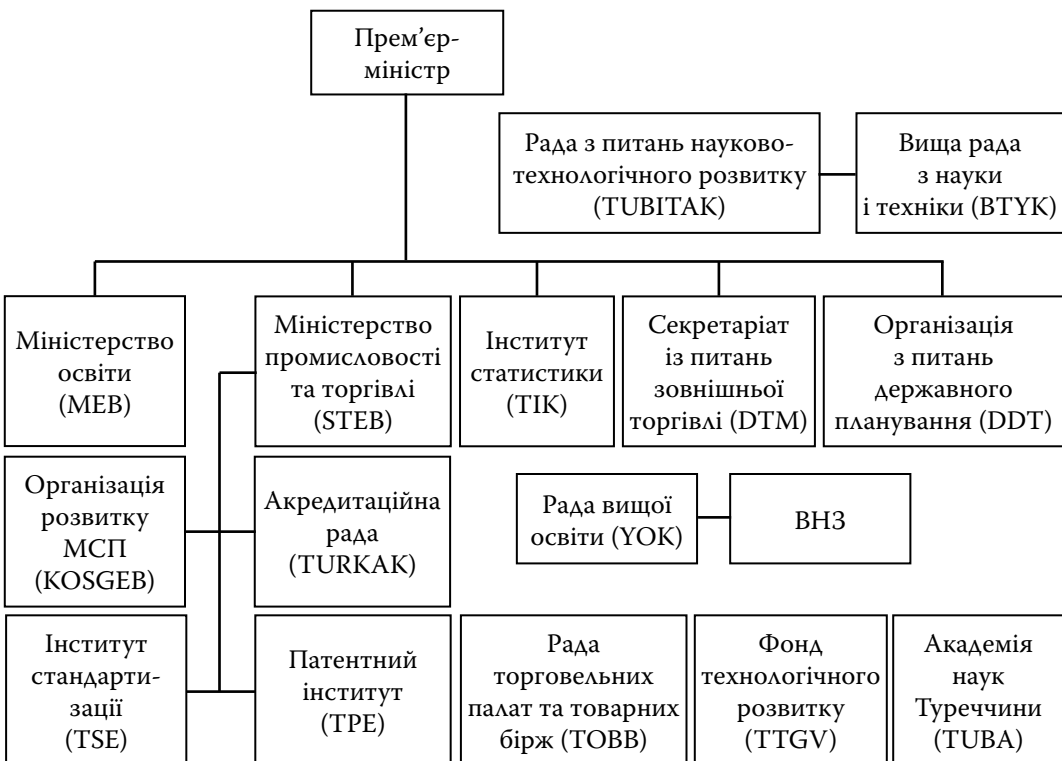 Прем’єр-
міністр
Рада з питань науково-
технологічного розвитку
(TUBITAK)
Вища рада
з науки
і техніки (BTYK)
Міністерство
освіти
(MEB)
Міністерство
промисловості
та торгівлі
(STEB)
Інститут
статистики
(TIK)
Секретаріат
із питань
зовнішньої
торгівлі (DTM)
Організація
з питань
державного
планування (DDT)
Організація
розвитку
МСП
(KOSGEB)
Акредитаційна
рада
(TURKAK)
Рада вищої
освіти (YOK)
ВНЗ
Інститут
стандарти-
зації
(TSE)
Патентний
інститут
(TPE)
Рада
торговельних
палат та товарних
бірж (TOBB)
Фонд
технологічного
розвитку
(TTGV)
Академія
наук
Туреччини
(TUBA)